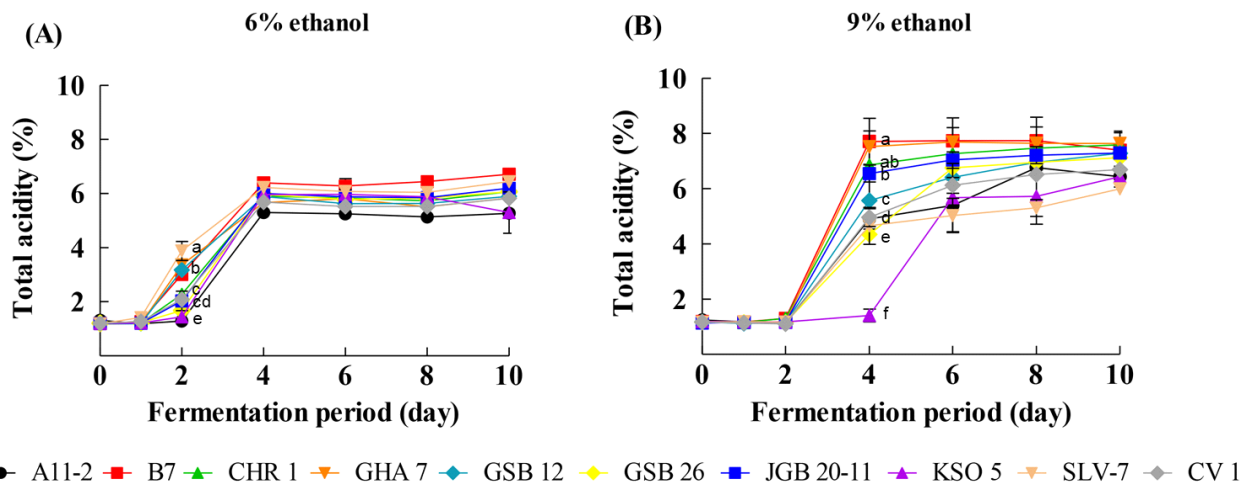 (A)
6% ethanol
Total acidity (%)
10
8
6
4
2
a
b
c
cd
e
0
2
4
6
8
10
Fermentation period (day)
(B)
9% ethanol
Total acidity (%)
10
8
6
4
2
a
ab
b
c
d
e
f
0
2
4
6
8
10
Fermentation period (day)
A11-2 B7 CHR 1 GHA 7 GSB 12 GSB 26 JGB 20-11 KSO 5 SLV-7 CV 1